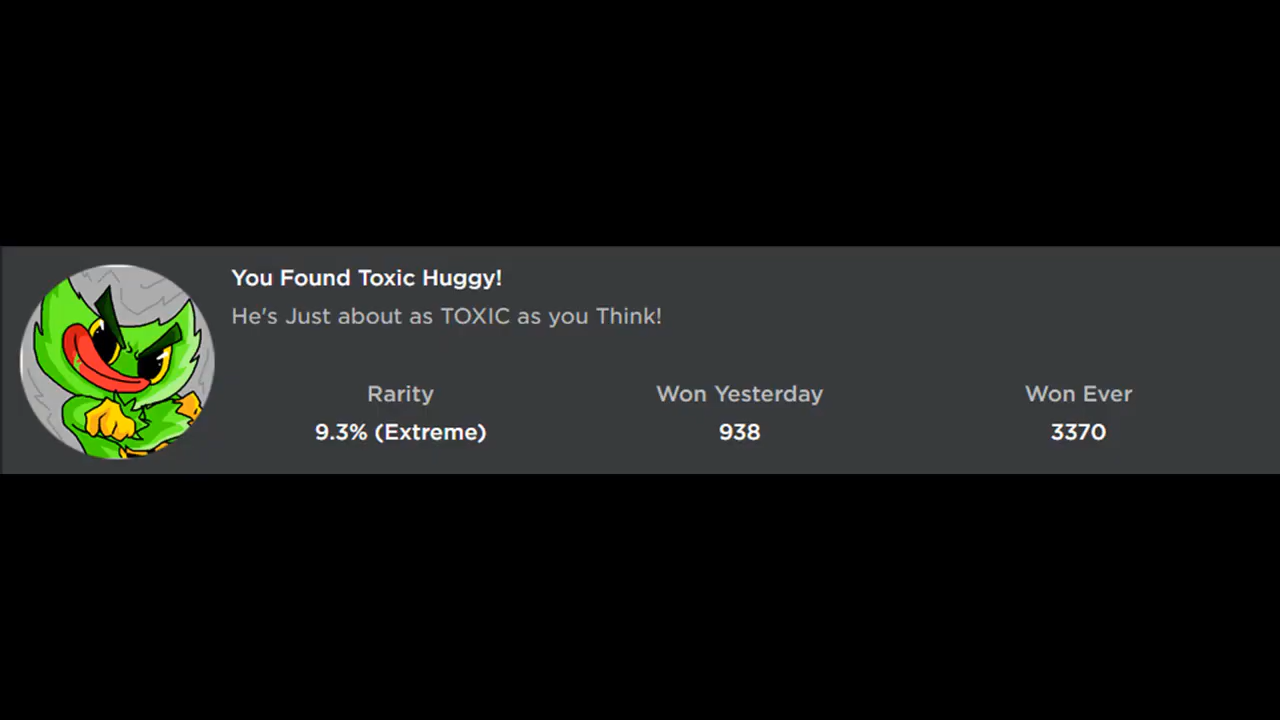 You Found Toxic Huggy!
He's Just about as TOXIC as you Think!
Rarity Won Yesterday Won Ever
9.3% (Extreme) 938 3370